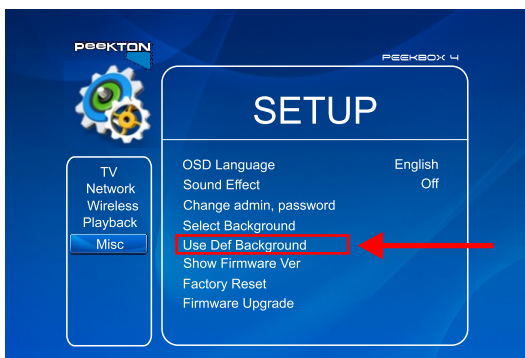 PEEKTON
PEEKBOX 4
SETUP
TV
Network
Wireless
Playback
Misc
OSD Language English
Sound Effect Off
Change admin, password
Select Background
Use Def Background
Show Firmware Ver
Factory Reset
Firmware Upgrade